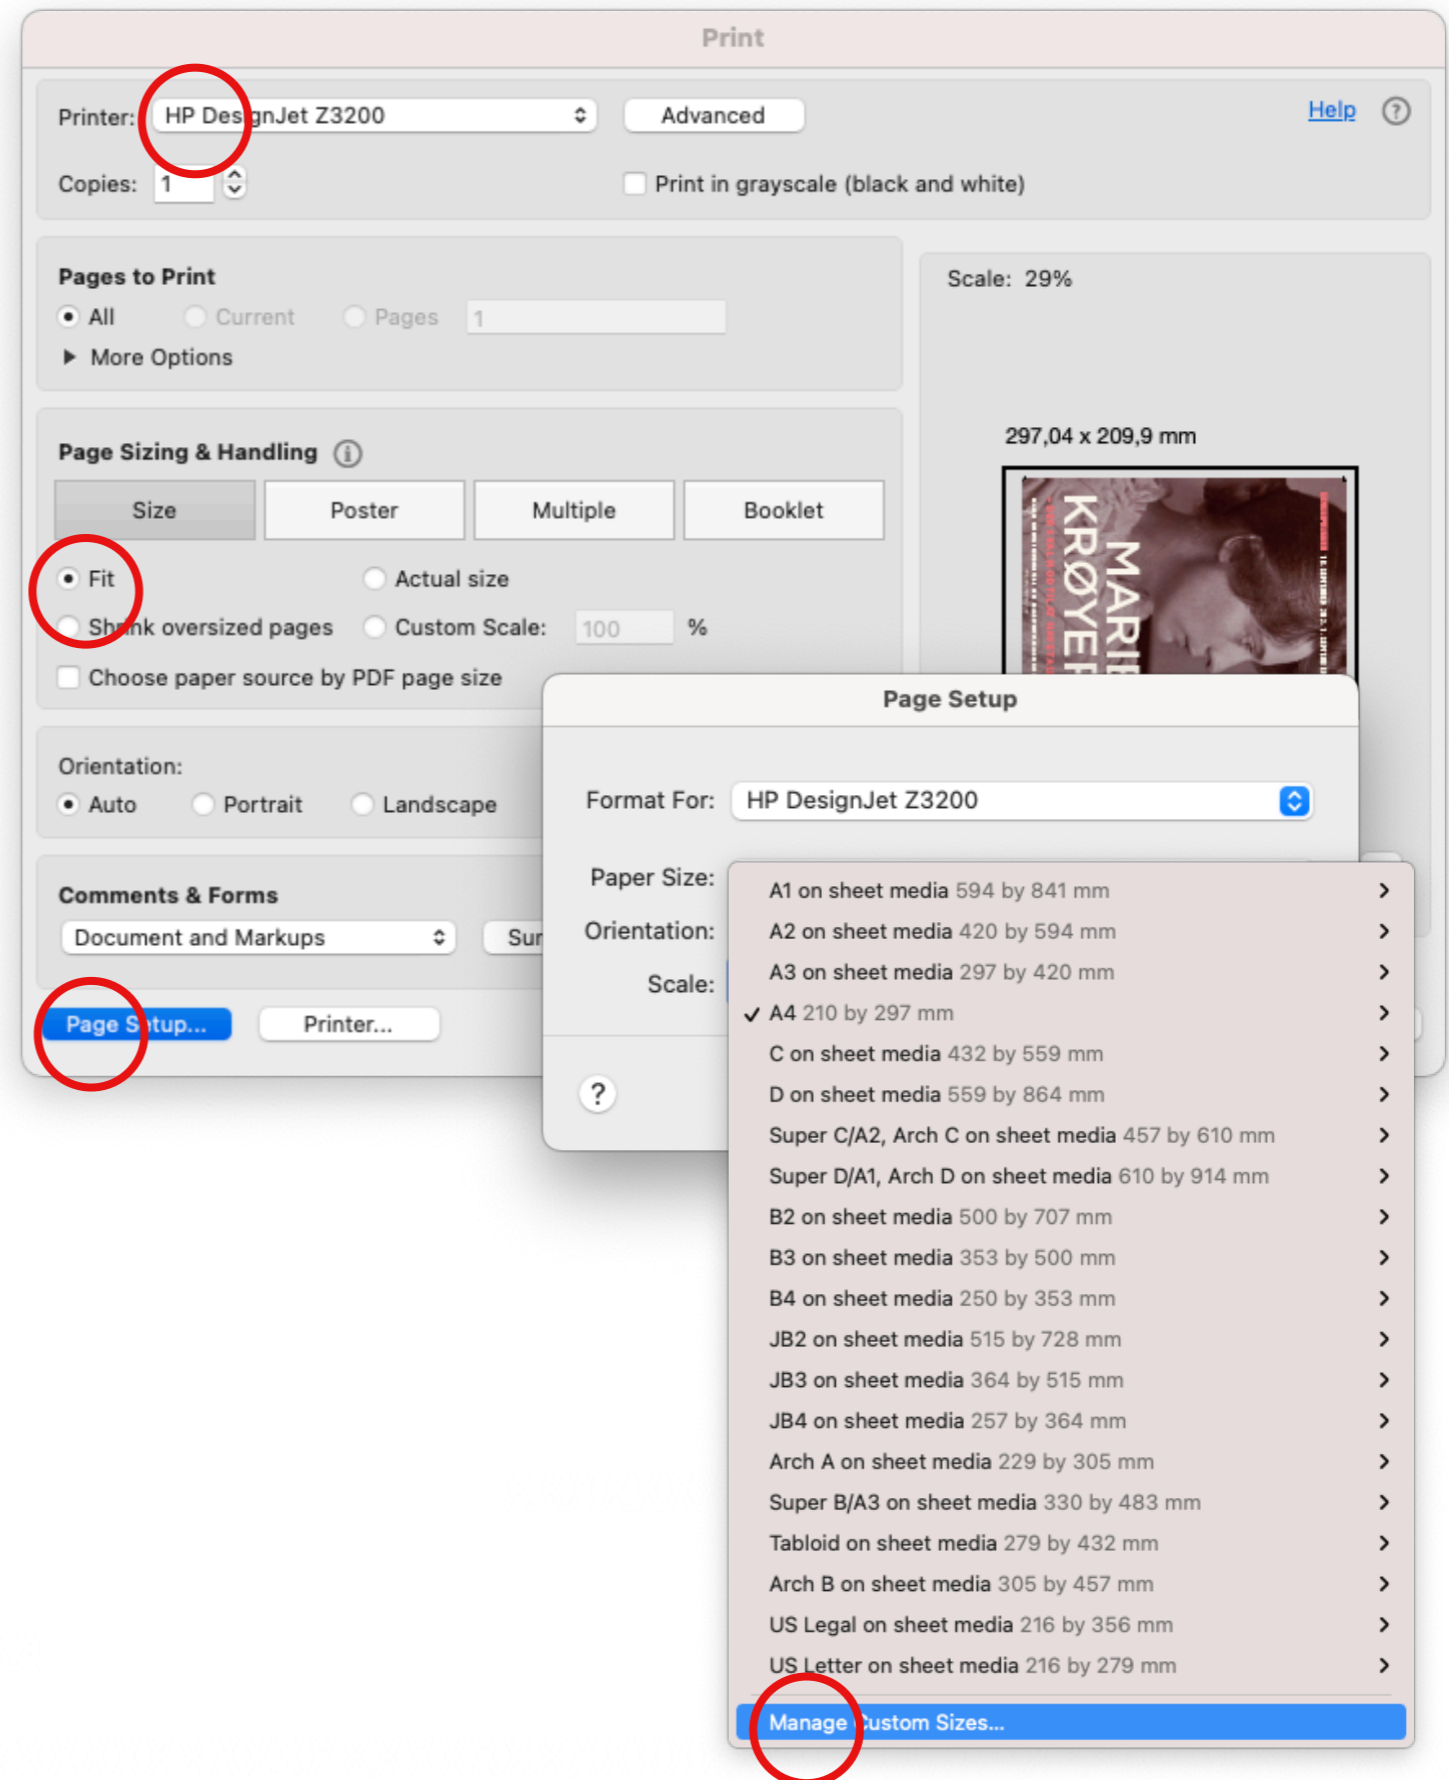 Print
Printer: HP DesignJet Z3200 Advanced Help ?
Copies: 1 Print in grayscale (black and white)
Pages to Print
All Current Pages 1
More Options
Page Sizing & Handling i
Size Poster Multiple Booklet
Fit Actual size
Shrink oversized pages Custom Scale: 100 %
Choose paper source by PDF page size
Orientation:
Auto Portrait Landscape
Comments & Forms
Document and Markups Sur
Page Setup... Printer...
Scale: 29%
297,04 x 209,9 mm
MARIE
KRØYER
Page Setup
Format For: HP DesignJet Z3200
Paper Size:
Orientation:
Scale:
?
A1 on sheet media 594 by 841 mm
A2 on sheet media 420 by 594 mm
A3 on sheet media 297 by 420 mm
✓ A4 210 by 297 mm
C on sheet media 432 by 559 mm
D on sheet media 559 by 864 mm
Super C/A2, Arch C on sheet media 457 by 610 mm
Super D/A1, Arch D on sheet media 610 by 914 mm
B2 on sheet media 500 by 707 mm
B3 on sheet media 353 by 500 mm
B4 on sheet media 250 by 353 mm
JB2 on sheet media 515 by 728 mm
JB3 on sheet media 364 by 515 mm
JB4 on sheet media 257 by 364 mm
Arch A on sheet media 229 by 305 mm
Super B/A3 on sheet media 330 by 483 mm
Tabloid on sheet media 279 by 432 mm
Arch B on sheet media 305 by 457 mm
US Legal on sheet media 216 by 356 mm
US Letter on sheet media 216 by 279 mm
Manage Custom Sizes...